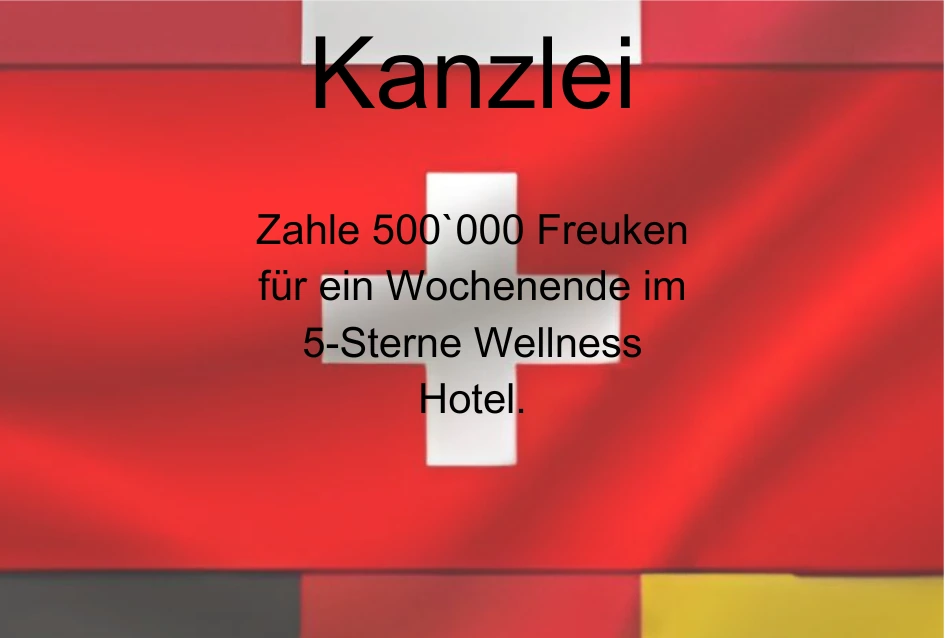 Kanzlei
Zahle 500`000 Freuken
für ein Wochenende im
5-Sterne Wellness
Hotel.